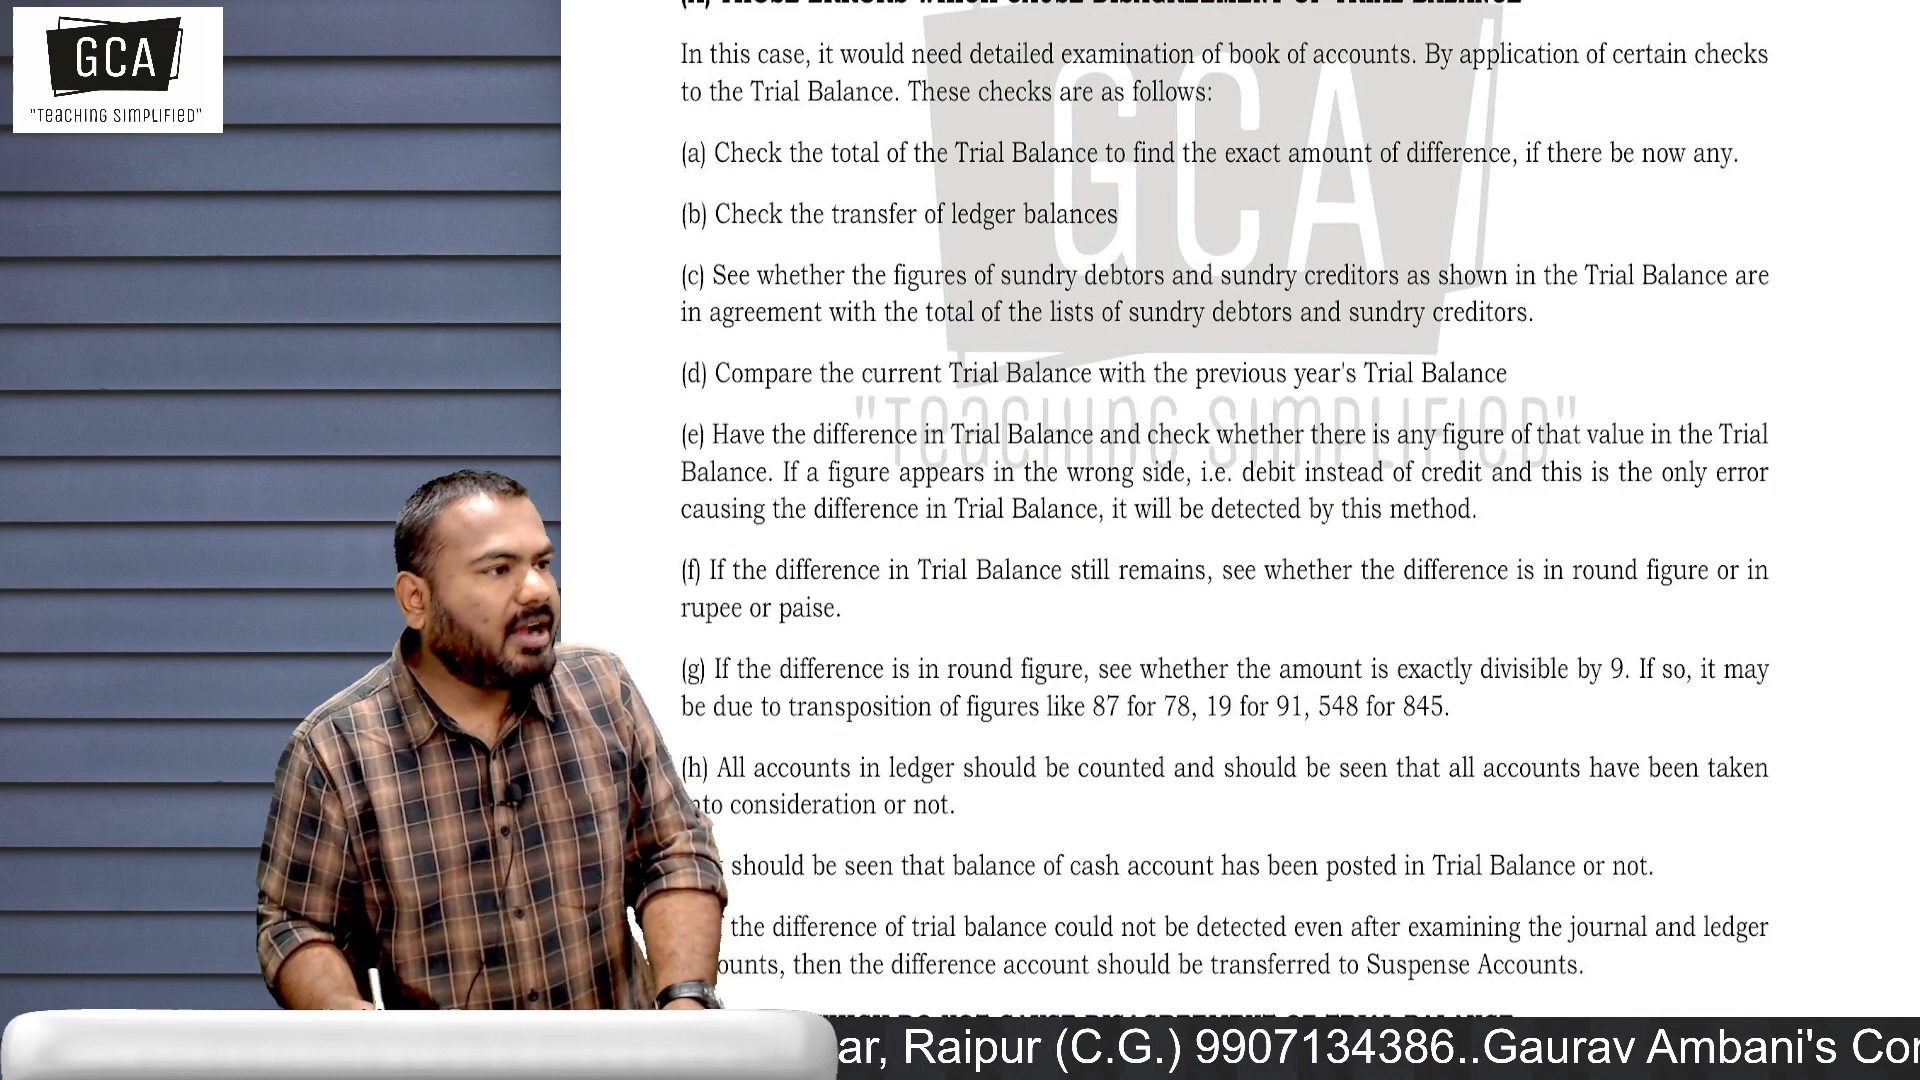 GCA
"TEACHING SIMPLIFIED"
(A) THOSE ERRORS WHICH CAUSE DISAGREEMENT OF TRIAL BALANCE
In this case, it would need detailed examination of book of accounts. By application of certain checks
to the Trial Balance. These checks are as follows:
(a) Check the total of the Trial Balance to find the exact amount of difference, if there be now any.
(b) Check the transfer of ledger balances
(c) See whether the figures of sundry debtors and sundry creditors as shown in the Trial Balance are
in agreement with the total of the lists of sundry debtors and sundry creditors.
(d) Compare the current Trial Balance with the previous year's Trial Balance
(e) Have the difference in Trial Balance and check whether there is any figure of that value in the Trial
Balance. If a figure appears in the wrong side, i.e. debit instead of credit and this is the only error
causing the difference in Trial Balance, it will be detected by this method.
(f) If the difference in Trial Balance still remains, see whether the difference is in round figure or in
rupee or paise.
(g) If the difference is in round figure, see whether the amount is exactly divisible by 9. If so, it may
be due to transposition of figures like 87 for 78, 19 for 91, 548 for 845.
(h) All accounts in ledger should be counted and should be seen that all accounts have been taken
nto consideration or not.
should be seen that balance of cash account has been posted in Trial Balance or not.
the difference of trial balance could not be detected even after examining the journal and ledger
ounts, then the difference account should be transferred to Suspense Accounts.
GCA
"TEACHING SIMPLIFIED"
ar, Raipur (C.G.) 9907134386..Gaurav Ambani's Con